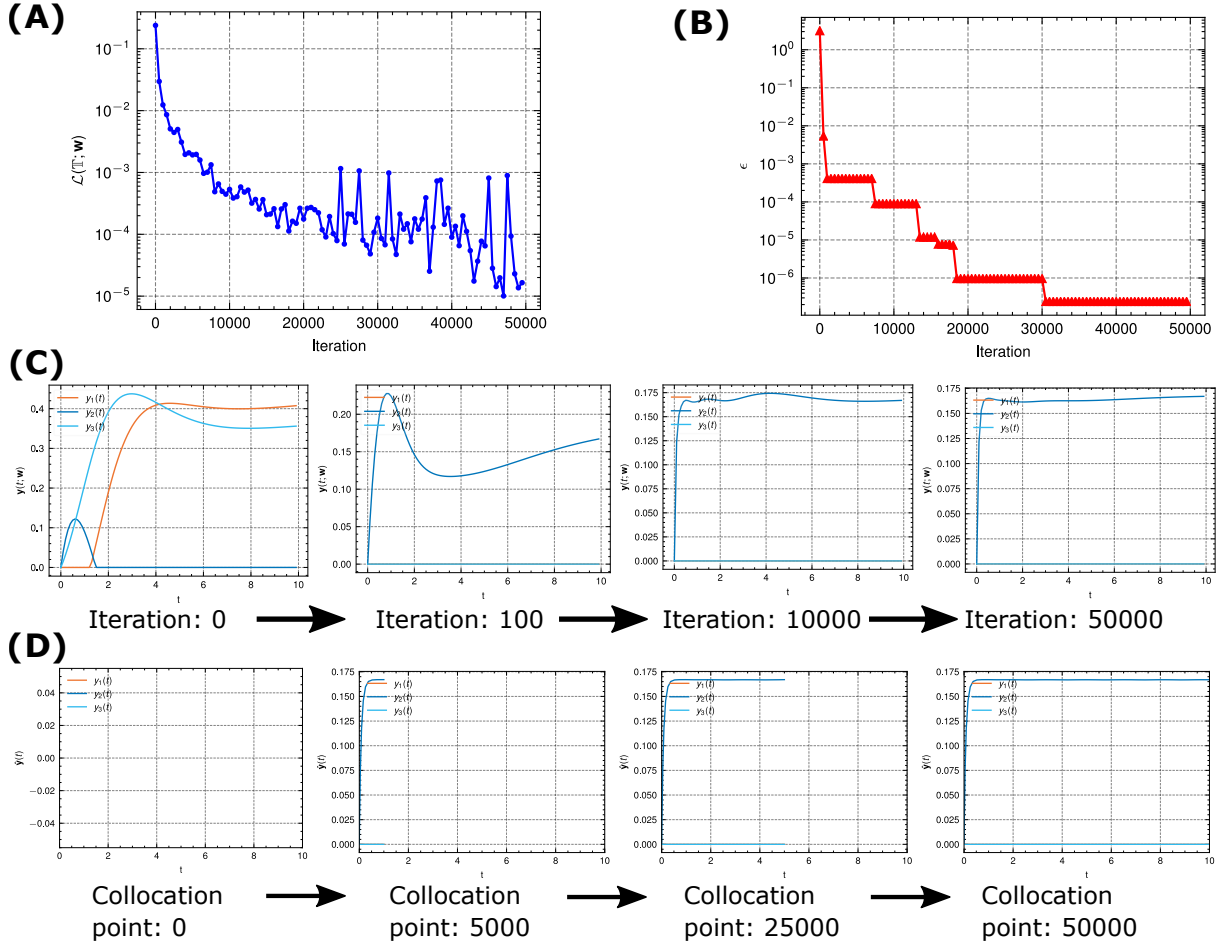 (A)
10⁻¹
10⁻²
10⁻³
10⁻⁴
10⁻⁵
ℒ(𝕋; w)
0 10000 20000 30000 40000 50000
Iteration
(B)
10⁰
10⁻¹
10⁻²
10⁻³
10⁻⁴
10⁻⁵
10⁻⁶
ϵ
0 10000 20000 30000 40000 50000
Iteration
(C)
y₁(t)
y₂(t)
y₃(t)
0.4
0.3
0.2
0.1
0.0
y(t; w)
0 2 4 6 8 10
t
Iteration: 0
y₁(t)
y₂(t)
y₃(t)
0.20
0.15
0.10
0.05
0.00
y(t; w)
0 2 4 6 8 10
t
Iteration: 100
y₁(t)
y₂(t)
y₃(t)
0.175
0.150
0.125
0.100
0.075
0.050
0.025
0.000
y(t; w)
0 2 4 6 8 10
t
Iteration: 10000
y₁(t)
y₂(t)
y₃(t)
0.175
0.150
0.125
0.100
0.075
0.050
0.025
0.000
y(t; w)
0 2 4 6 8 10
t
Iteration: 50000
(D)
y₁(t)
y₂(t)
y₃(t)
0.04
0.02
0.00
−0.02
−0.04
ŷ(t)
0 2 4 6 8 10
t
Collocation
point: 0
y₁(t)
y₂(t)
y₃(t)
0.175
0.150
0.125
0.100
0.075
0.050
0.025
0.000
ŷ(t)
0 2 4 6 8 10
t
Collocation
point: 5000
y₁(t)
y₂(t)
y₃(t)
0.175
0.150
0.125
0.100
0.075
0.050
0.025
0.000
ŷ(t)
0 2 4 6 8 10
t
Collocation
point: 25000
y₁(t)
y₂(t)
y₃(t)
0.175
0.150
0.125
0.100
0.075
0.050
0.025
0.000
ŷ(t)
0 2 4 6 8 10
t
Collocation
point: 50000